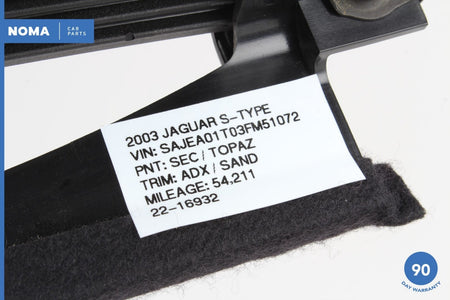 NOMA CAR
PARTS
2003 JAGUAR S-TYPE
VIN: SAJEA01T03FM51072
PNT: SEC / TOPAZ
TRIM: ADX / SAND
MILEAGE: 54,211
22-16932
90
DAY WARRANTY